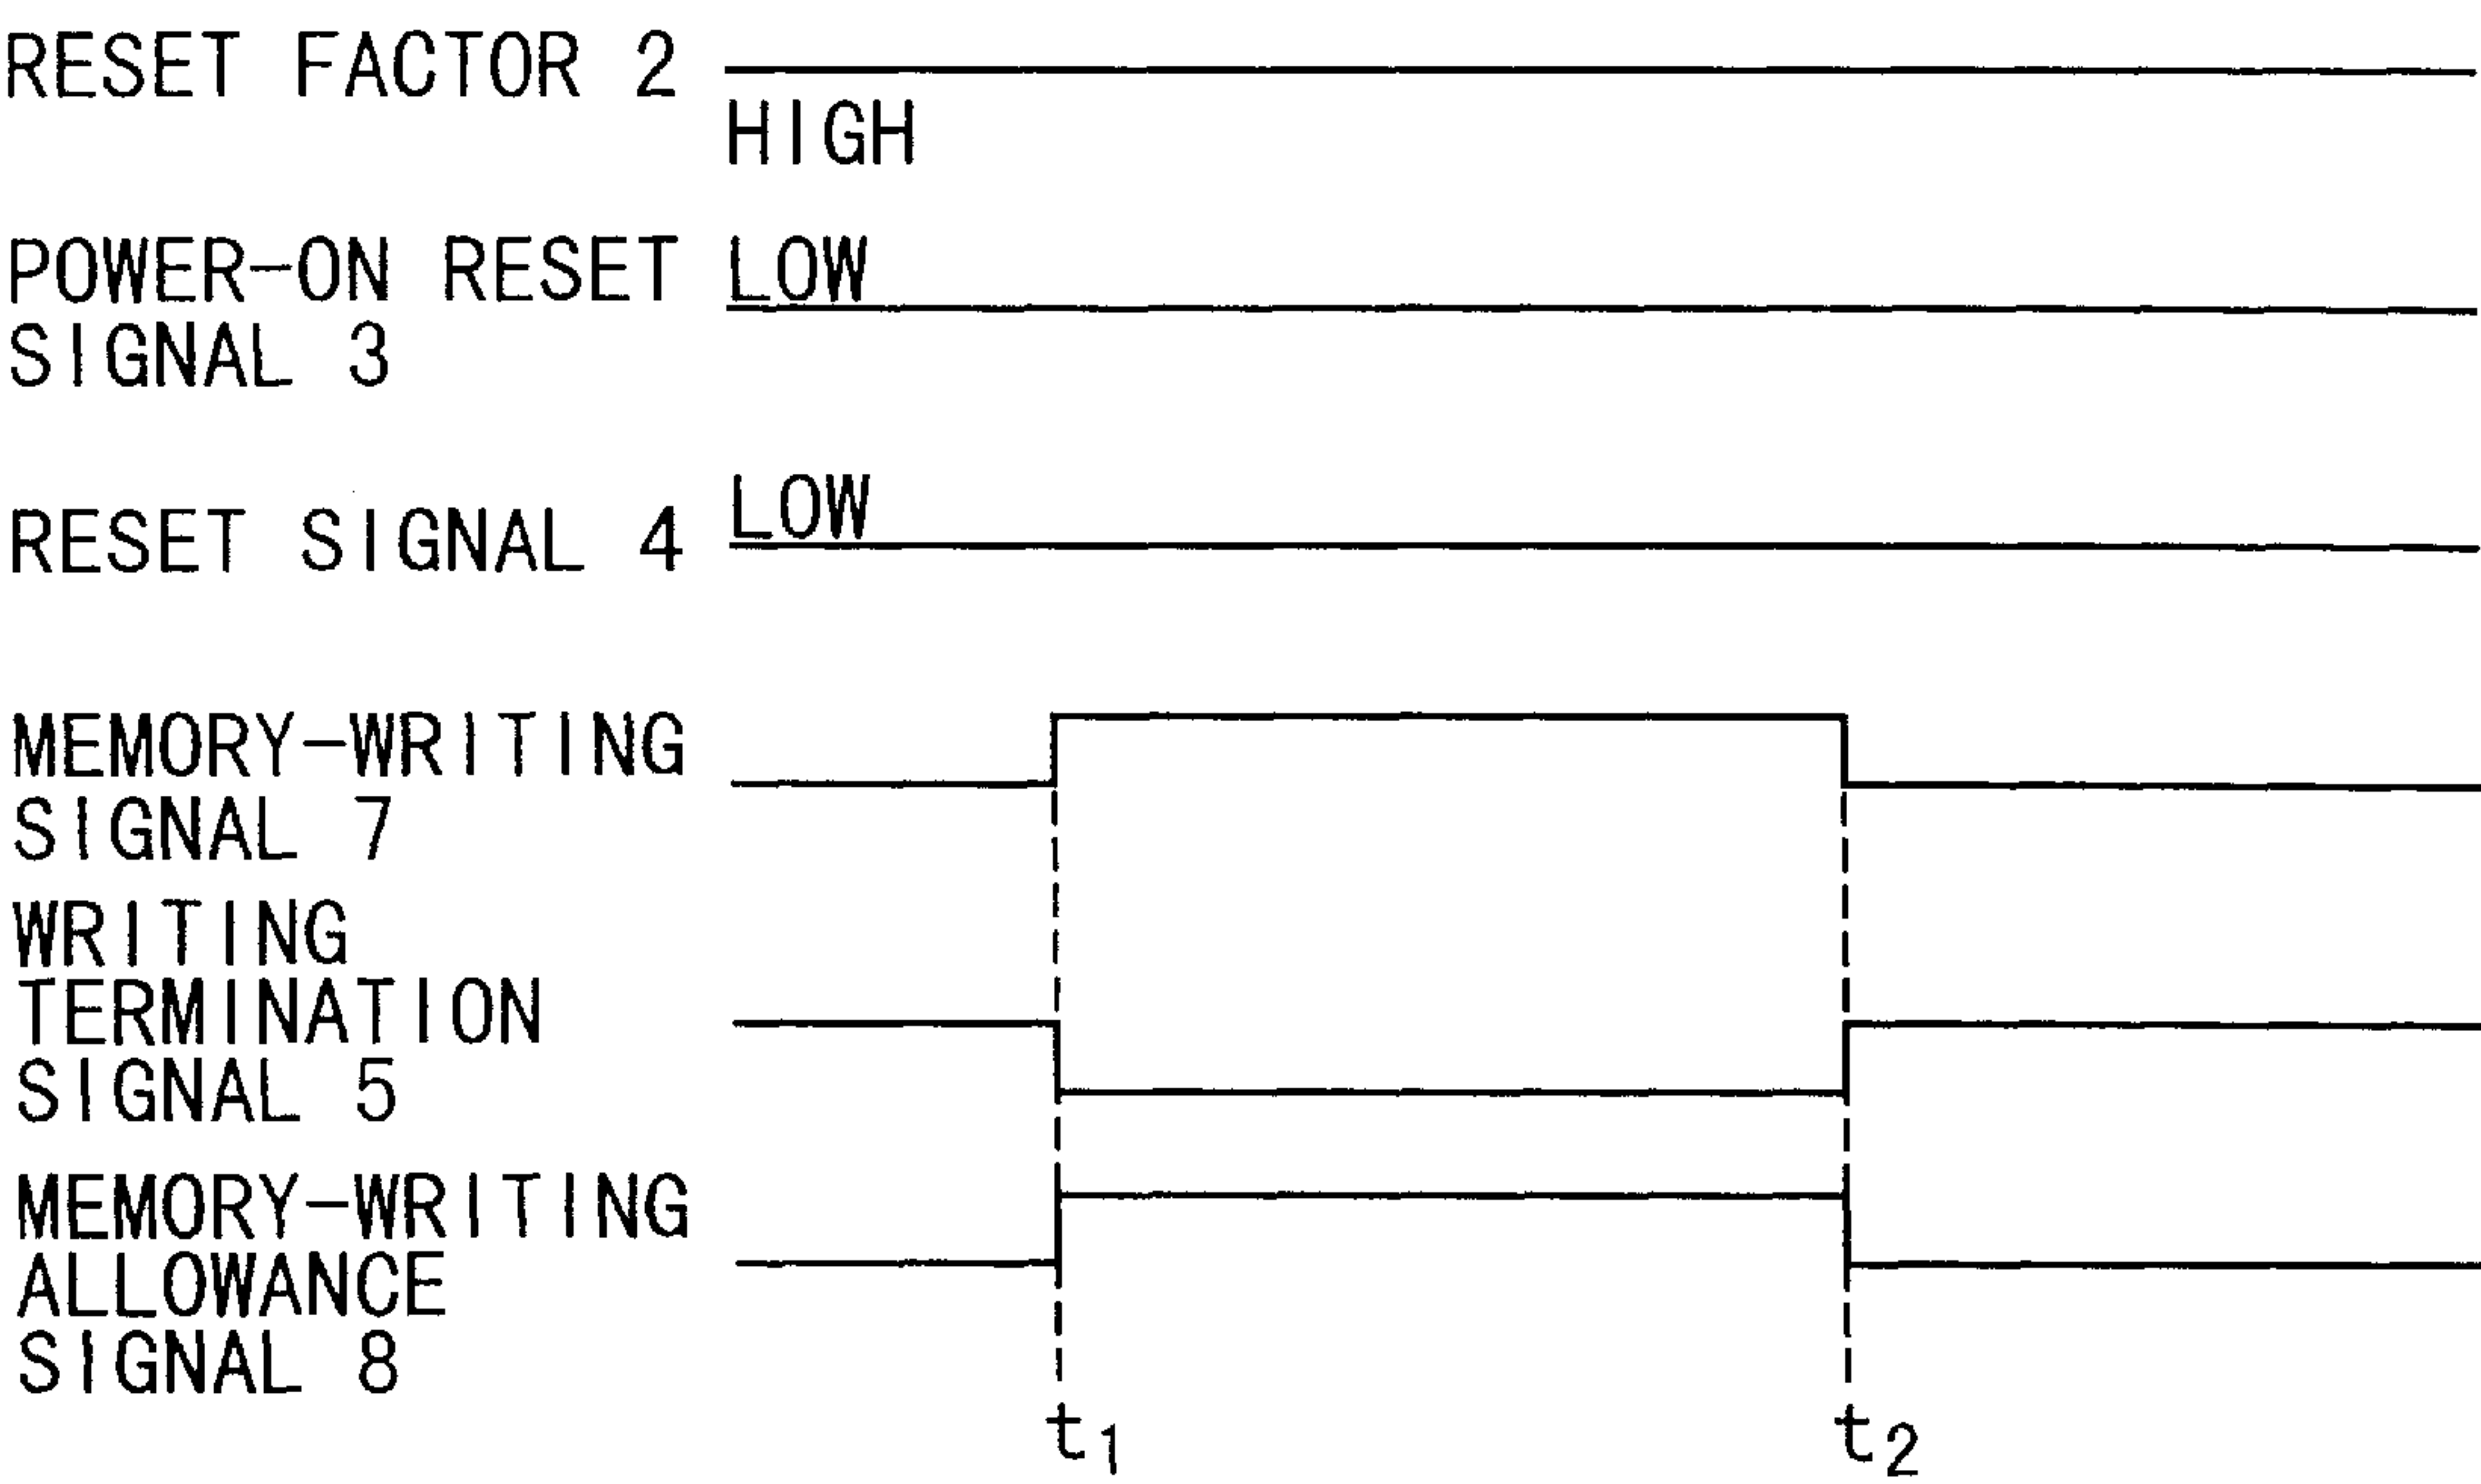 RESET FACTOR 2
HIGH
POWER-ON RESET
SIGNAL 3
LOW
RESET SIGNAL 4
LOW
MEMORY-WRITING
SIGNAL 7
WRITING
TERMINATION
SIGNAL 5
MEMORY-WRITING
ALLOWANCE
SIGNAL 8
t1
t2